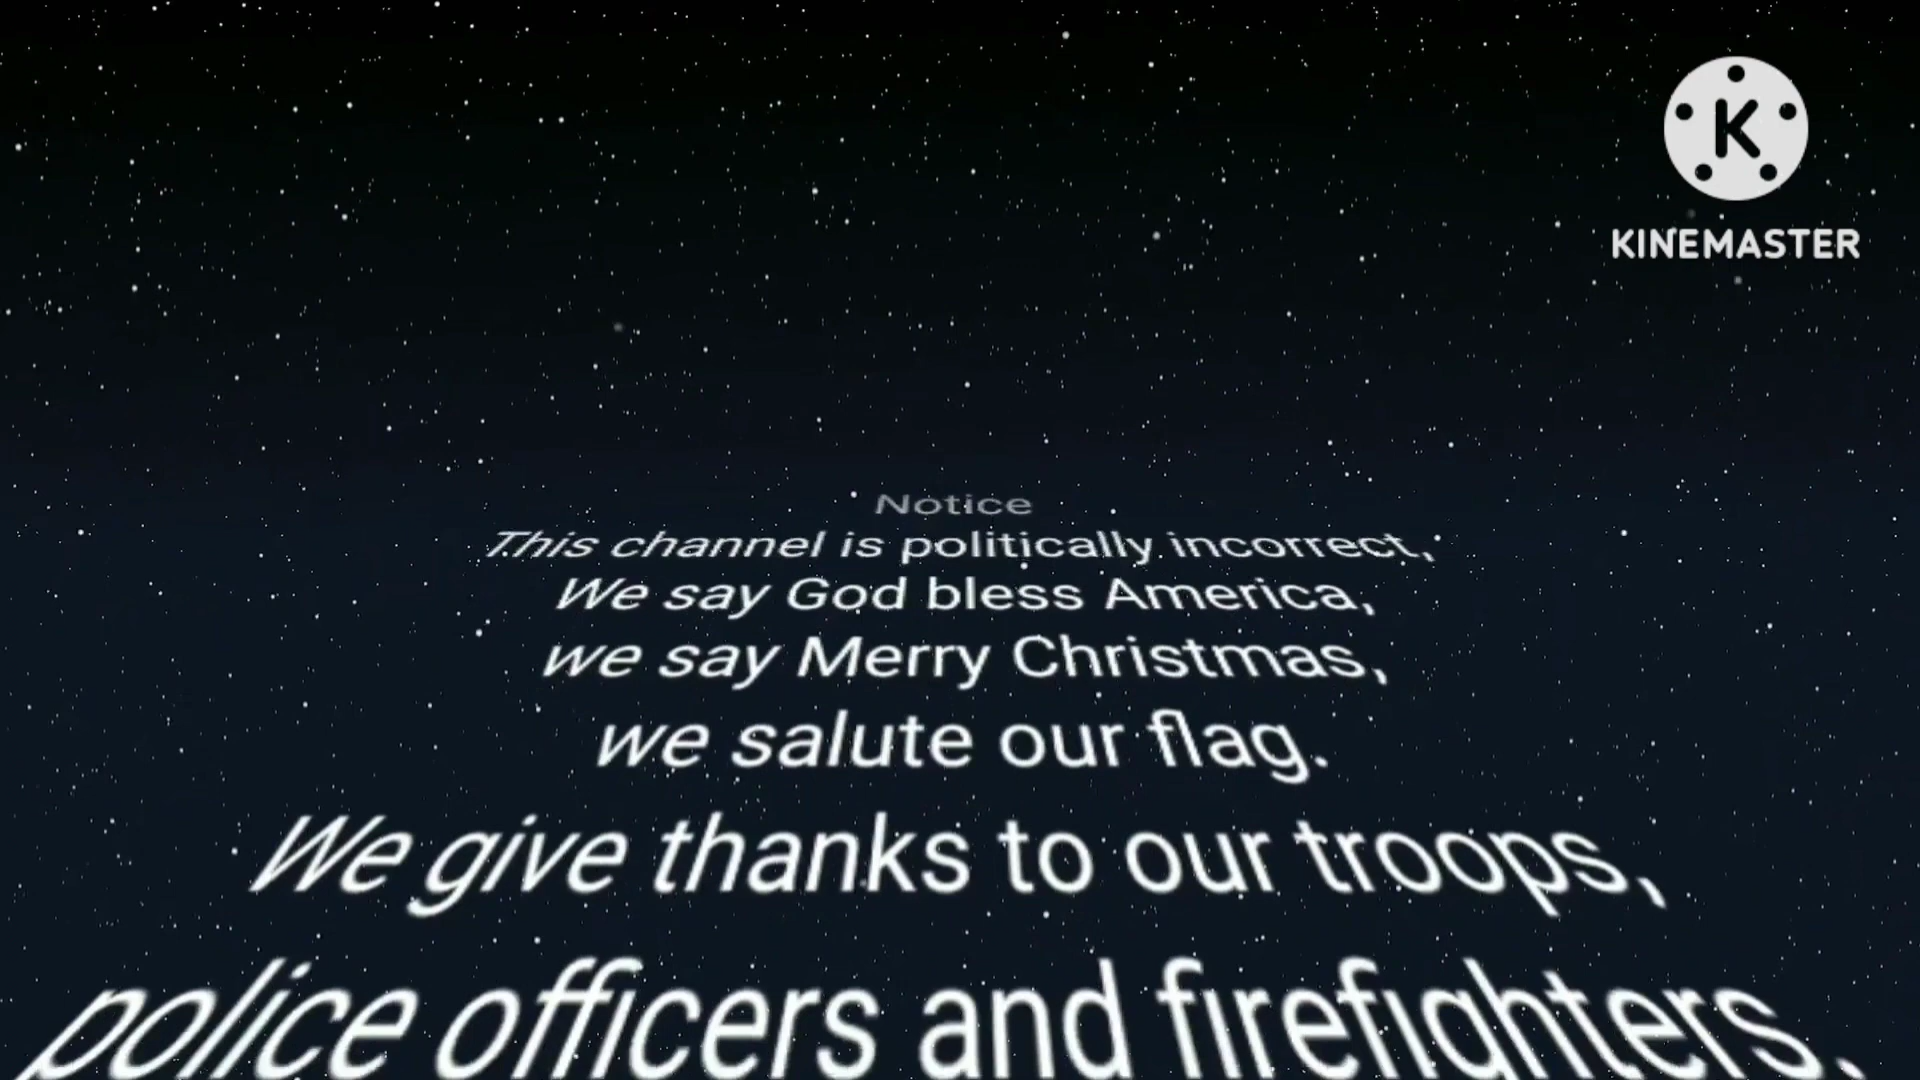 K
KINEMASTER
Notice
This channel is politically incorrect,
We say God bless America,
we say Merry Christmas,
we salute our flag.
We give thanks to our troops,
police officers and firefighters.